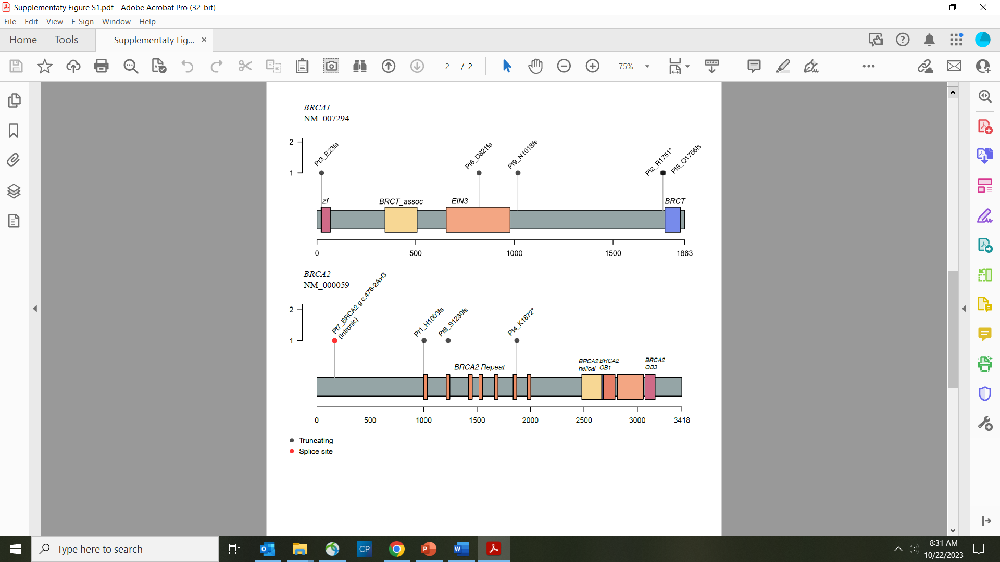 Supplementaty Figure S1.pdf - Adobe Acrobat Pro (32-bit)
File Edit View E-Sign Window Help
Home Tools Supplementaty Fig... ×
2 / 2 75%
BRCA1
NM_007294
2
1
Pt3_E23fs
Pt6_D821fs
Pt9_N1018fs
Pt2_R1751*
Pt5_Q1756fs
zf BRCT_assoc EIN3 BRCT
0 500 1000 1500 1863
BRCA2
NM_000059
2
1
Pt7_BRCA2 g c.476-2A>G
(Intronic)
Pt1_H1003fs
Pt8_S1230fs
Pt4_K1872*
BRCA2 Repeat
BRCA2
helical
BRCA2
OB1
BRCA2
OB3
0 500 1000 1500 2000 2500 3000 3418
Truncating
Splice site
Type here to search
CP
8:31 AM
10/22/2023